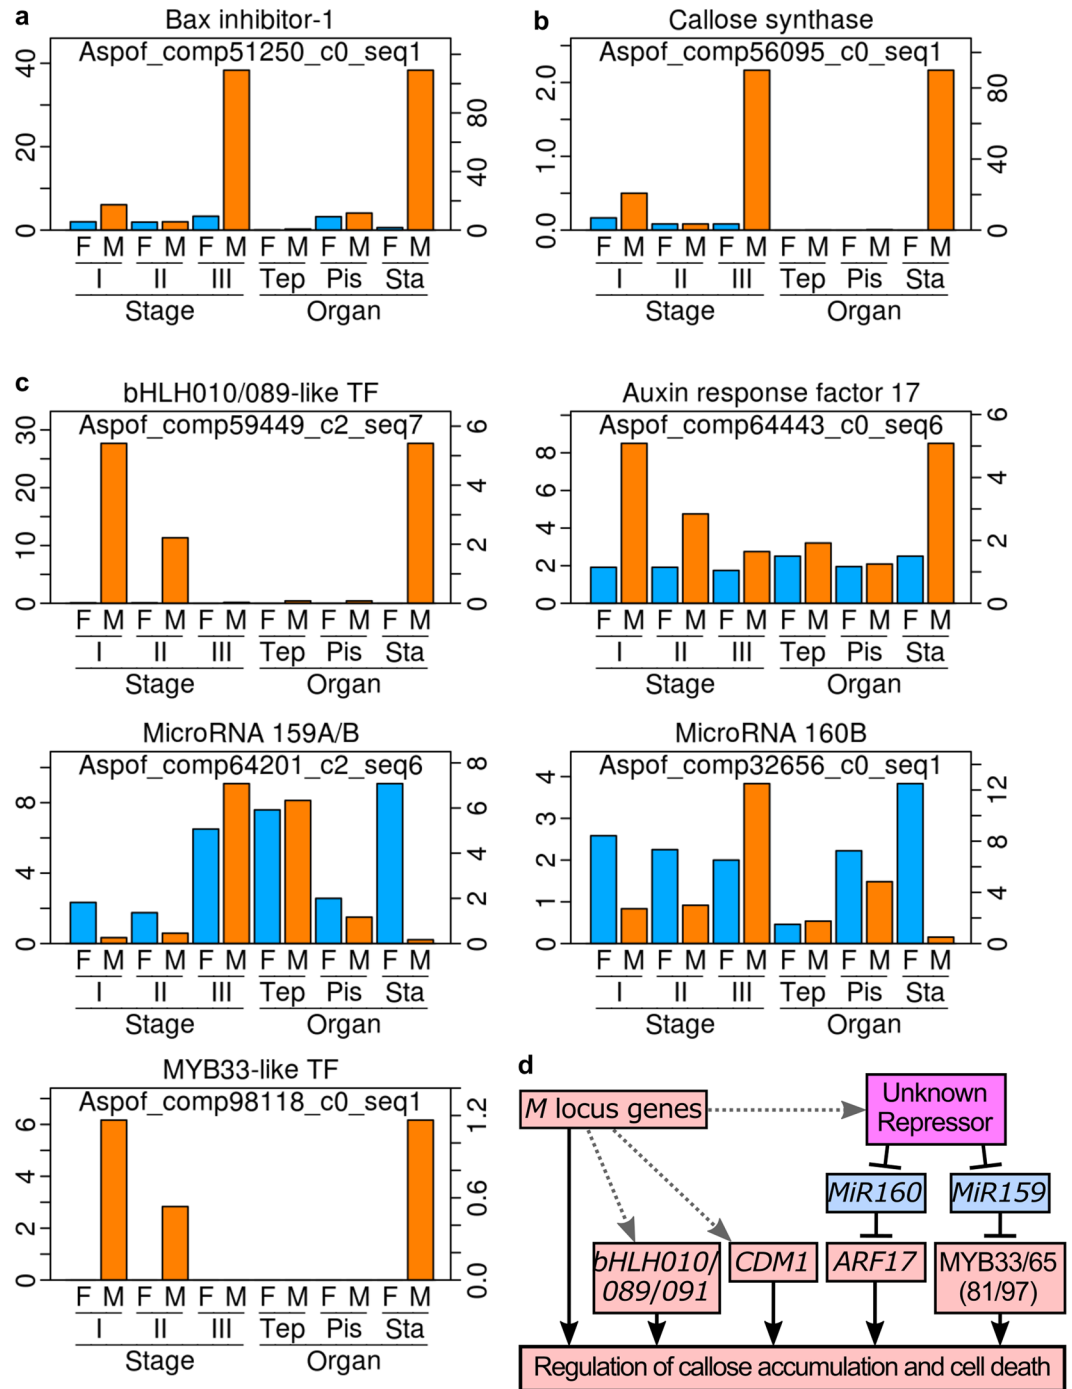 a
Bax inhibitor-1
Aspof_comp51250_c0_seq1
0 20 40
0 40 80
F M F M F M F M F M F M
I II III Tep Pis Sta
Stage Organ
b
Callose synthase
Aspof_comp56095_c0_seq1
0.0 1.0 2.0
0 40 80
F M F M F M F M F M F M
I II III Tep Pis Sta
Stage Organ
c
bHLH010/089-like TF
Aspof_comp59449_c2_seq7
0 10 20 30
0 2 4 6
F M F M F M F M F M F M
I II III Tep Pis Sta
Stage Organ
Auxin response factor 17
Aspof_comp64443_c0_seq6
0 2 4 6 8
0 2 4 6
F M F M F M F M F M F M
I II III Tep Pis Sta
Stage Organ
MicroRNA 159A/B
Aspof_comp64201_c2_seq6
0 4 8
0 2 4 6 8
F M F M F M F M F M F M
I II III Tep Pis Sta
Stage Organ
MicroRNA 160B
Aspof_comp32656_c0_seq1
0 1 2 3 4
0 4 8 12
F M F M F M F M F M F M
I II III Tep Pis Sta
Stage Organ
MYB33-like TF
Aspof_comp98118_c0_seq1
0 2 4 6
0.0 0.6 1.2
F M F M F M F M F M F M
I II III Tep Pis Sta
Stage Organ
d
M locus genes
Unknown
Repressor
MiR160
MiR159
bHLH010/
089/091
CDM1
ARF17
MYB33/65
(81/97)
Regulation of callose accumulation and cell death